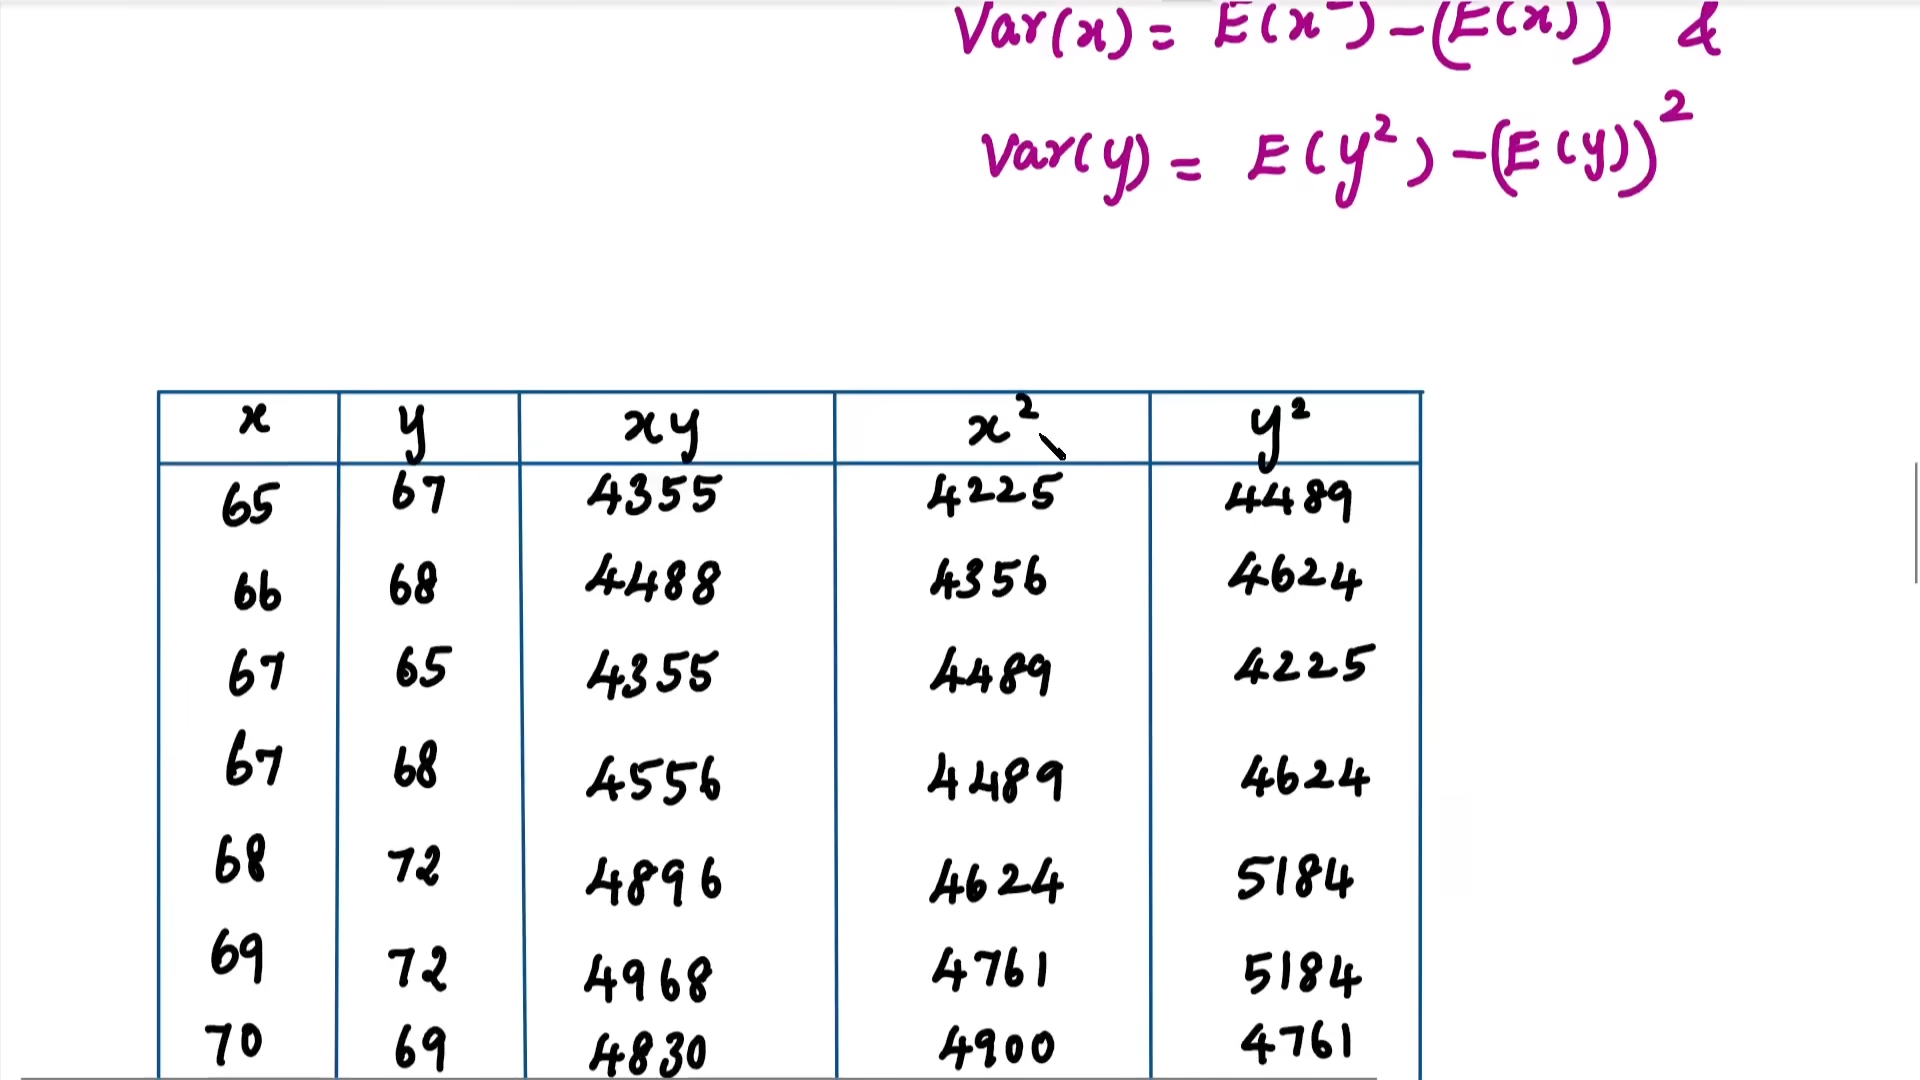 Var(x) = E(x²) - (E(x)) &
Var(y) = E(y²) - (E(y))²
x y xy x² y²
65 67 4355 4225 4489
66 68 4488 4356 4624
67 65 4355 4489 4225
67 68 4556 4489 4624
68 72 4896 4624 5184
69 72 4968 4761 5184
70 69 4830 4900 4761